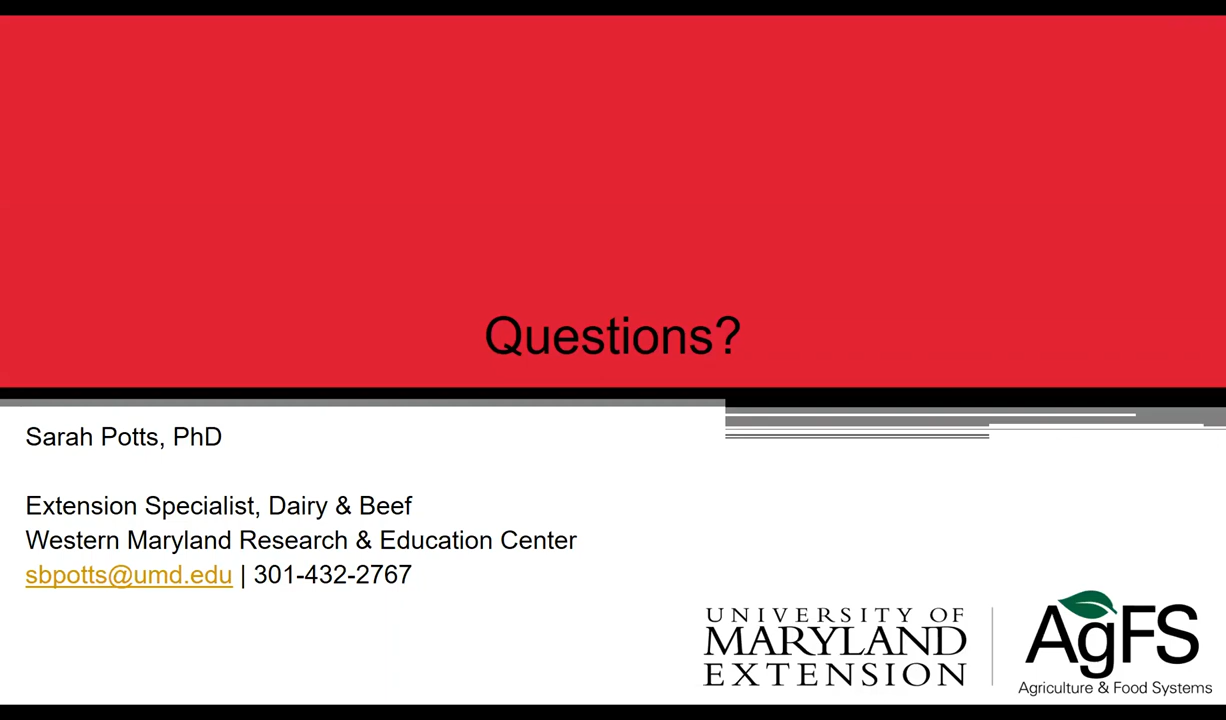 Questions?
Sarah Potts, PhD
Extension Specialist, Dairy & Beef
Western Maryland Research & Education Center
sbpotts@umd.edu | 301-432-2767
UNIVERSITY OF
MARYLAND
EXTENSION
AgFS
Agriculture & Food Systems